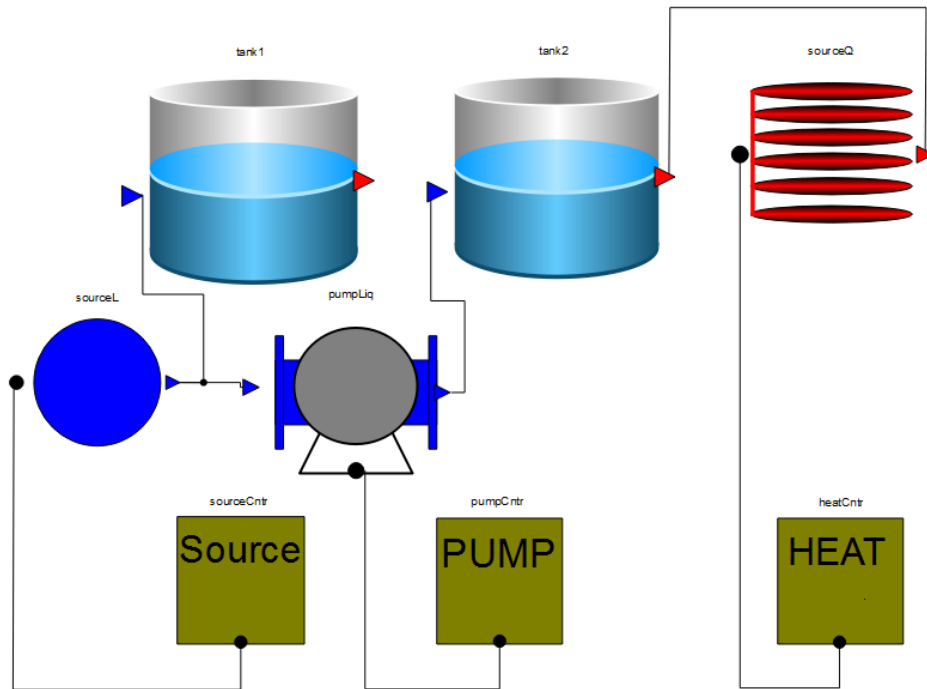 tank1
tank2
sourceQ
sourceL
pumpLiq
sourceCntr
pumpCntr
heatCntr
Source
PUMP
HEAT